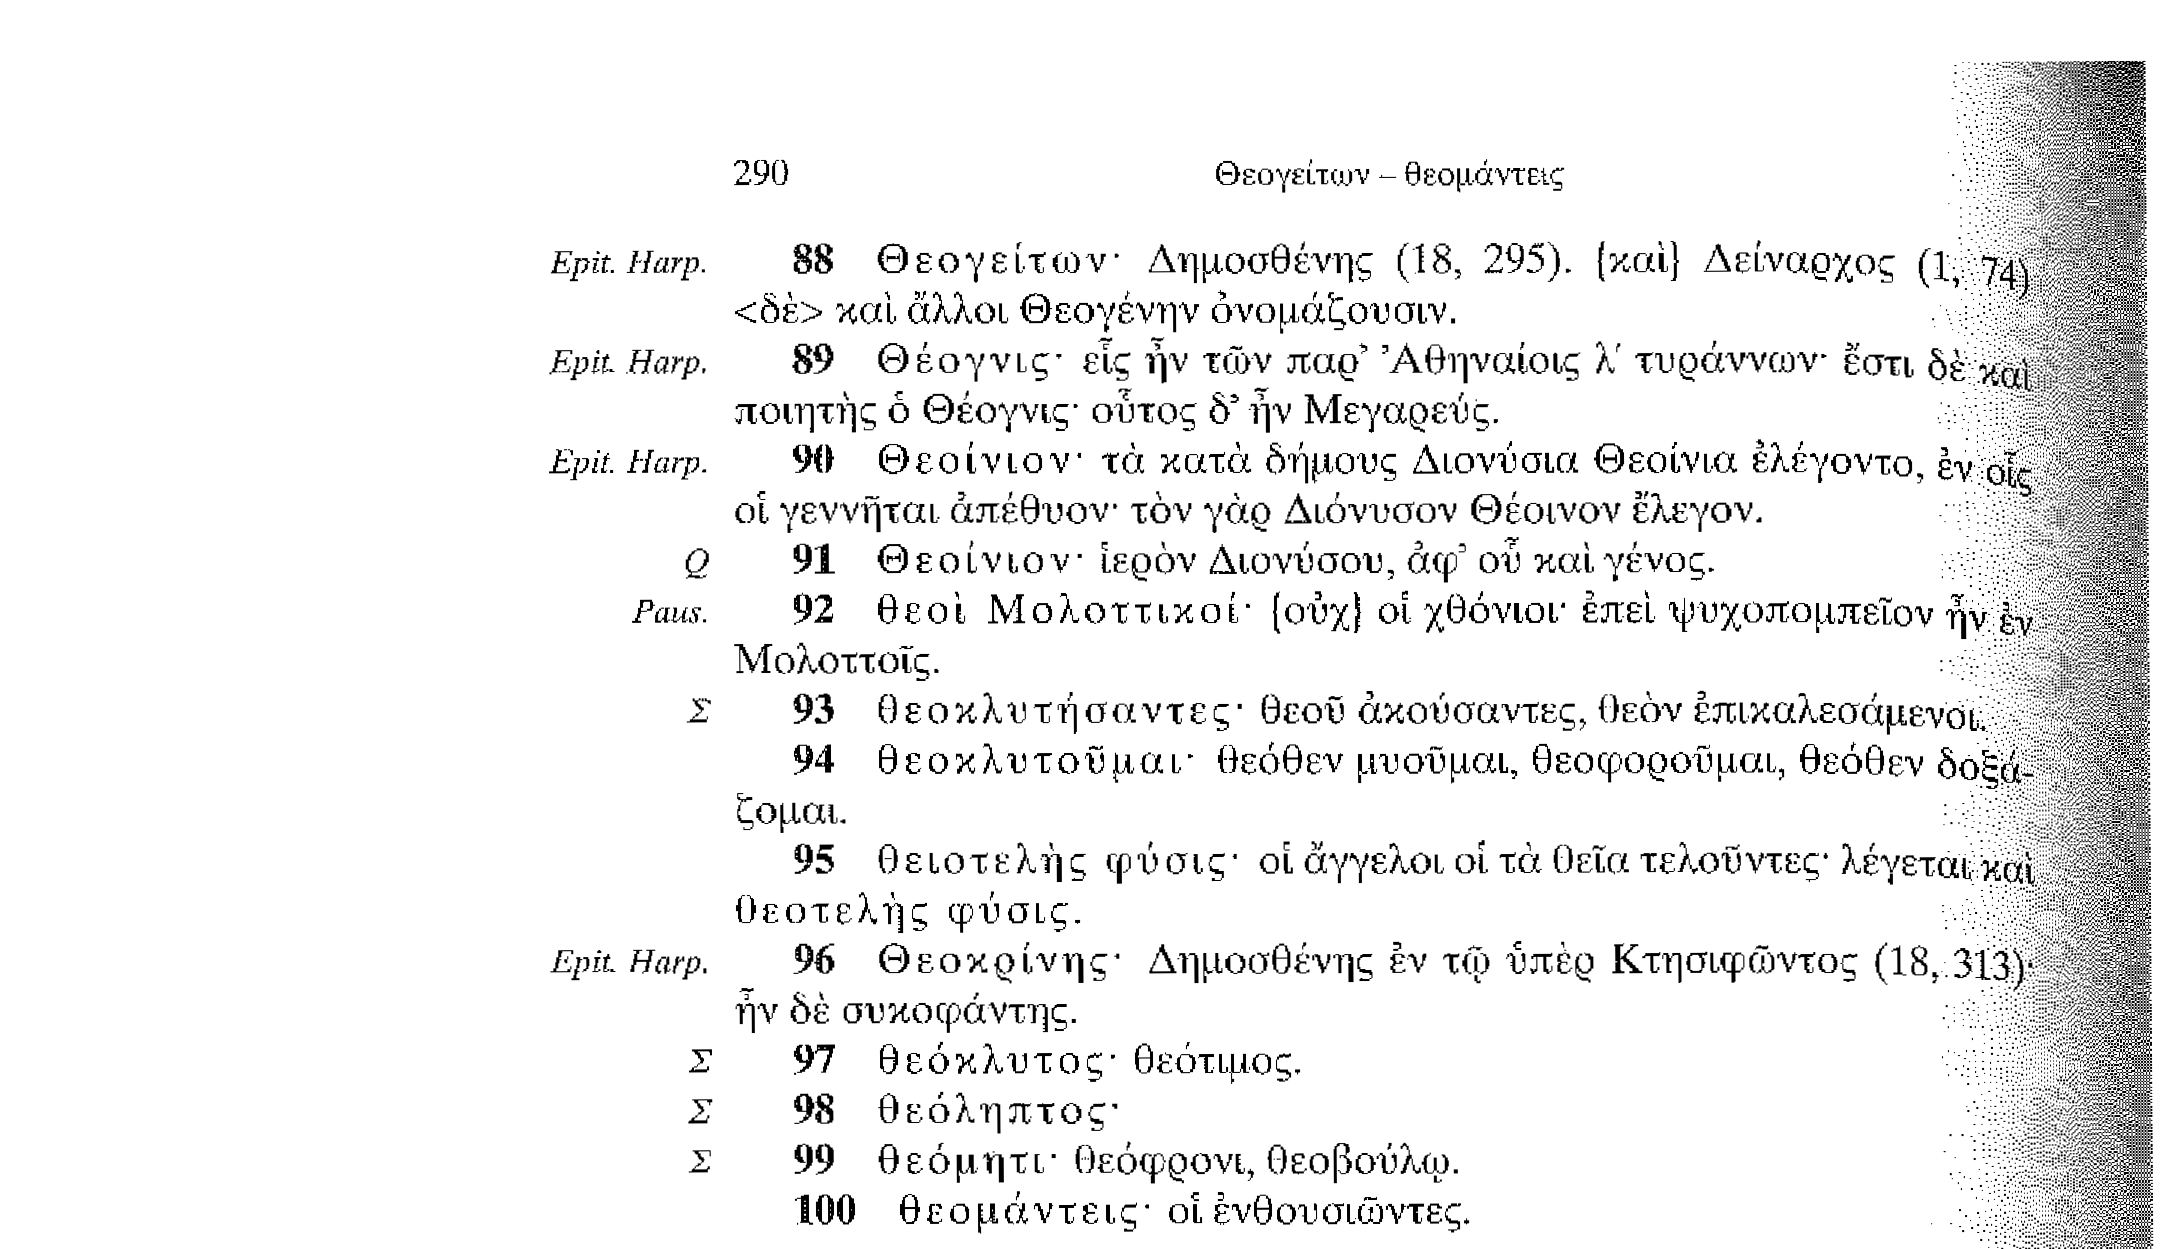 290 Θεογείτων – θεομάντεις
Epit. Harp. 88 Θεογείτων· Δημοσθένης (18, 295). {καὶ} Δείναρχος (1, 74)
<δὲ> καὶ ἄλλοι Θεογένην ὀνομάζουσιν.
Epit. Harp. 89 Θέογνις· εἷς ἦν τῶν παρ’ Ἀθηναίοις λʹ τυράννων· ἔστι δὲ καὶ
ποιητὴς ὁ Θέογνις· οὗτος δ’ ἦν Μεγαρεύς.
Epit. Harp. 90 Θεοίνιον· τὰ κατὰ δήμους Διονύσια Θεοίνια ἐλέγοντο, ἐν οἷς
οἱ γεννῆται ἀπέθυον· τὸν γὰρ Διόνυσον Θέοινον ἔλεγον.
Q 91 Θεοίνιον· ἱερὸν Διονύσου, ἀφ’ οὗ καὶ γένος.
Paus. 92 θεοὶ Μολοττικοί· {οὐχ} οἱ χθόνιοι· ἐπεὶ ψυχοπομπεῖον ἦν ἐν
Μολοττοῖς.
Σ 93 θεοκλυτήσαντες· θεοῦ ἀκούσαντες, θεὸν ἐπικαλεσάμενοι.
94 θεοκλυτοῦμαι· θεόθεν μυοῦμαι, θεοφοροῦμαι, θεόθεν δοξά-
ζομαι.
95 θειοτελὴς φύσις· οἱ ἄγγελοι οἱ τὰ θεῖα τελοῦντες· λέγεται καὶ
θεοτελὴς φύσις.
Epit. Harp. 96 Θεοκρίνης· Δημοσθένης ἐν τῷ ὑπὲρ Κτησιφῶντος (18, 313)·
ἦν δὲ συκοφάντης.
Σ 97 θεόκλυτος· θεότιμος.
Σ 98 θεόληπτος·
Σ 99 θεόμητι· θεόφρονι, θεοβούλῳ.
100 θεομάντεις· οἱ ἐνθουσιῶντες.